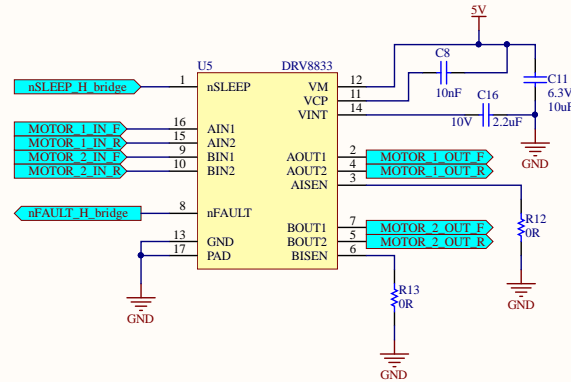 5V
U5 DRV8833
C8
10nF
C11
6.3V
10uF
C16
10V 2.2uF
GND
nSLEEP_H_bridge 1 nSLEEP
VM 12
VCP 11
VINT 14
MOTOR_1_IN_F 16 AIN1
MOTOR_1_IN_R 15 AIN2
MOTOR_2_IN_F 9 BIN1
MOTOR_2_IN_R 10 BIN2
AOUT1 2 MOTOR_1_OUT_F
AOUT2 4 MOTOR_1_OUT_R
AISEN 3
nFAULT_H_bridge 8 nFAULT
R12
0R
GND
BOUT1 7 MOTOR_2_OUT_F
BOUT2 5 MOTOR_2_OUT_R
BISEN 6
13 GND
17 PAD
GND
R13
0R
GND